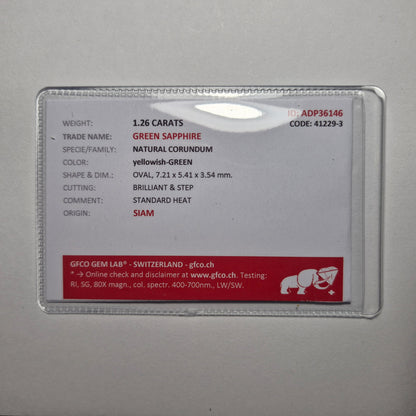 ID: ADP36146
WEIGHT: 1.26 CARATS CODE: 41229-3
TRADE NAME: GREEN SAPPHIRE
SPECIE/FAMILY: NATURAL CORUNDUM
COLOR: yellowish-GREEN
SHAPE & DIM.: OVAL, 7.21 x 5.41 x 3.54 mm.
CUTTING: BRILLIANT & STEP
COMMENT: STANDARD HEAT
ORIGIN: SIAM
GFCO GEM LAB® - SWITZERLAND - gfco.ch
* → Online check and disclaimer at www.gfco.ch. Testing:
RI, SG, 80X magn., col. spectr. 400-700nm., LW/SW.